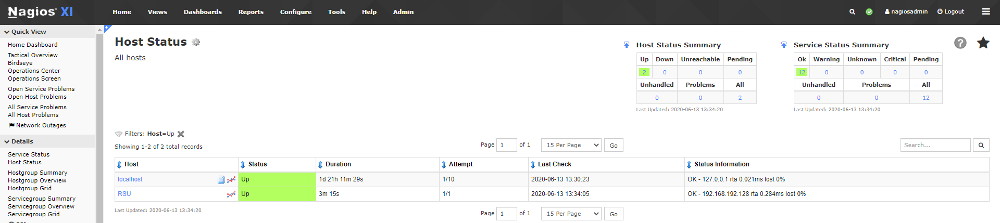 Nagios® XI
Home Views Dashboards Reports Configure Tools Help Admin
nagiosadmin Logout
Quick View
Home Dashboard
Tactical Overview
Birdseye
Operations Center
Operations Screen
Open Service Problems
Open Host Problems
All Service Problems
All Host Problems
Network Outages
Details
Service Status
Host Status
Hostgroup Summary
Hostgroup Overview
Hostgroup Grid
Servicegroup Summary
Servicegroup Overview
Servicegroup Grid
Host Status
All hosts
Host Status Summary
Up Down Unreachable Pending
2 0 0 0
Unhandled Problems All
0 0 2
Last Updated: 2020-06-13 13:34:20
Service Status Summary
Ok Warning Unknown Critical Pending
12 0 0 0 0
Unhandled Problems All
0 0 12
Last Updated: 2020-06-13 13:34:20
Filters: Host=Up
Showing 1-2 of 2 total records
Page 1 of 1 15 Per Page Go
Search...
Host Status Duration Attempt Last Check Status Information
localhost Up 1d 21h 11m 29s 1/10 2020-06-13 13:30:23 OK - 127.0.0.1 rta 0.021ms lost 0%
RSU Up 3m 15s 1/1 2020-06-13 13:34:05 OK - 192.168.192.128 rta 0.284ms lost 0%
Last Updated: 2020-06-13 13:34:20
Page 1 of 1 15 Per Page Go